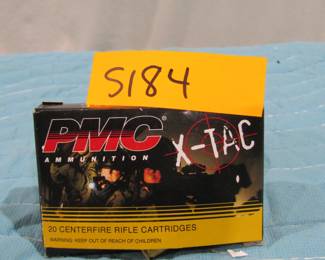 S184
PMC
AMMUNITION
X-TAC
20 CENTERFIRE RIFLE CARTRIDGES
WARNING: KEEP OUT OF REACH OF CHILDREN